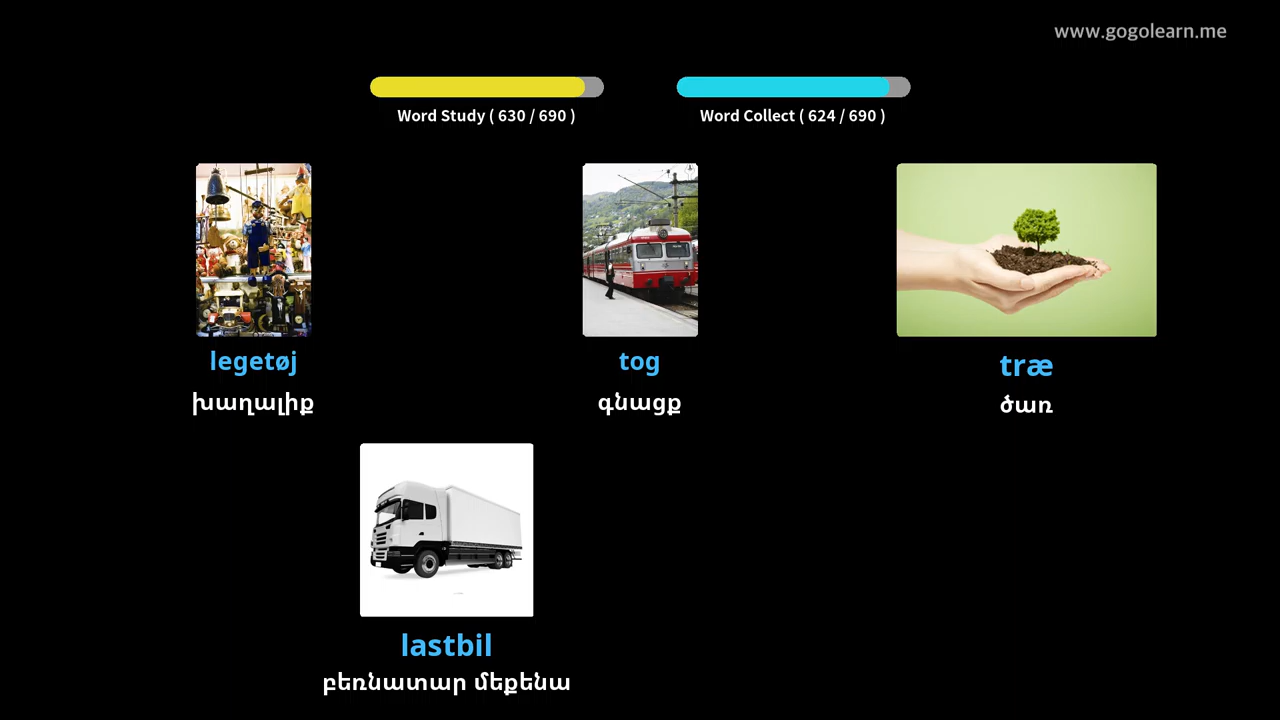 www.gogolearn.me
Word Study ( 630 / 690 )
Word Collect ( 624 / 690 )
legetøj
խաղալիք
tog
գնացք
træ
ծառ
lastbil
բեռնատար մեքենա